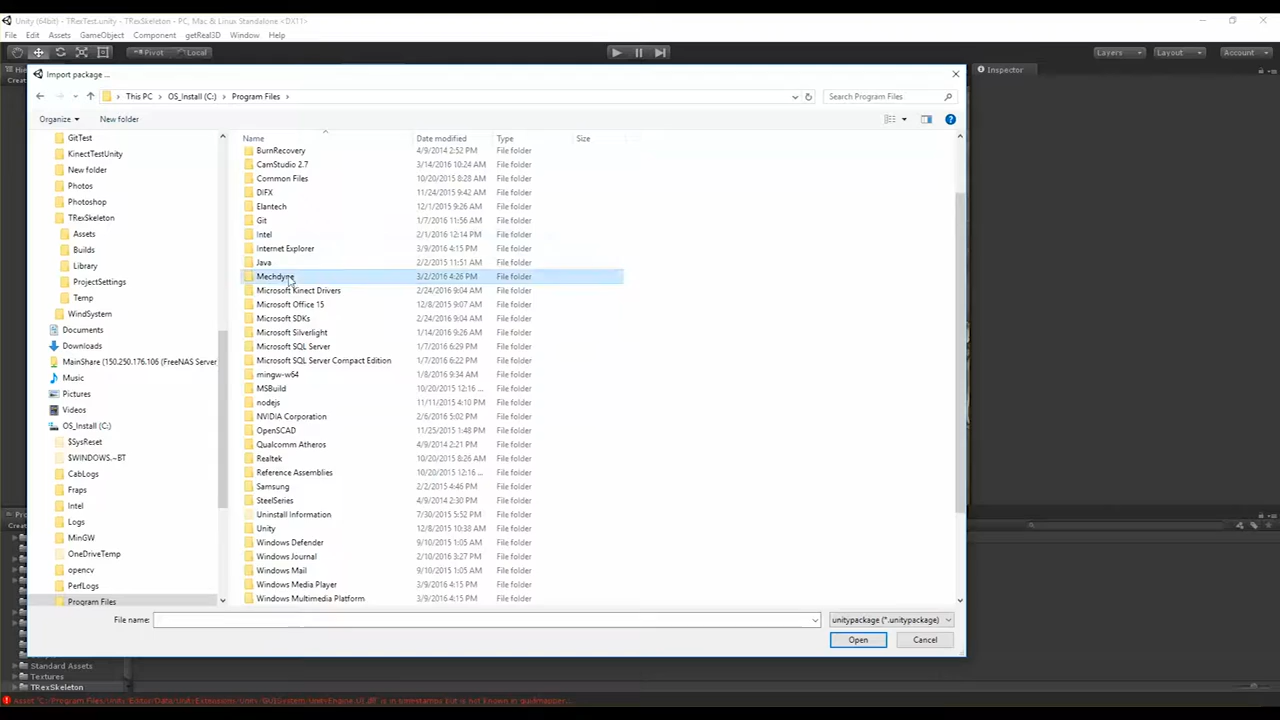 Unity (64bit) - TRexTest.unity - TRexSkeleton - PC, Mac & Linux Standalone <DX11>
File Edit Assets GameObject Component getReal3D Window Help
Pivot Local Layers Layout Account
Inspector
Import package ...
This PC > OS_Install (C:) > Program Files > Search Program Files
Organize New folder
Name Date modified Type Size
GitTest
KinectTestUnity
New folder
Photos
Photoshop
TRexSkeleton
Assets
Builds
Library
ProjectSettings
Temp
WindSystem
Documents
Downloads
MainShare (150.250.176.106 (FreeNAS Server
Music
Pictures
Videos
OS_Install (C:)
$SysReset
$WINDOWS.~BT
CabLogs
Fraps
Intel
Logs
MinGW
OneDriveTemp
opencv
PerfLogs
Program Files
BurnRecovery 4/9/2014 2:52 PM File folder
CamStudio 2.7 3/14/2016 10:24 AM File folder
Common Files 10/20/2015 8:28 AM File folder
DIFX 11/24/2015 9:42 AM File folder
Elantech 12/1/2015 9:26 AM File folder
Git 1/7/2016 11:56 AM File folder
Intel 2/1/2016 12:14 PM File folder
Internet Explorer 3/9/2016 4:15 PM File folder
Java 2/2/2015 11:51 AM File folder
Mechdyne 3/2/2016 4:26 PM File folder
Microsoft Kinect Drivers 2/24/2016 9:04 AM File folder
Microsoft Office 15 12/8/2015 9:07 AM File folder
Microsoft SDKs 2/24/2016 9:04 AM File folder
Microsoft Silverlight 1/14/2016 9:26 AM File folder
Microsoft SQL Server 1/7/2016 6:29 PM File folder
Microsoft SQL Server Compact Edition 1/7/2016 6:22 PM File folder
mingw-w64 1/8/2016 9:34 AM File folder
MSBuild 10/20/2015 12:16 ... File folder
nodejs 11/11/2015 4:10 PM File folder
NVIDIA Corporation 2/6/2016 5:02 PM File folder
OpenSCAD 11/25/2015 1:48 PM File folder
Qualcomm Atheros 4/9/2014 2:21 PM File folder
Realtek 10/20/2015 8:26 AM File folder
Reference Assemblies 10/20/2015 12:16 ... File folder
Samsung 2/2/2015 4:46 PM File folder
SteelSeries 4/9/2014 2:30 PM File folder
Uninstall Information 7/30/2015 5:52 PM File folder
Unity 12/8/2015 10:38 AM File folder
Windows Defender 9/10/2015 1:05 AM File folder
Windows Journal 2/10/2016 3:27 PM File folder
Windows Mail 9/10/2015 1:05 AM File folder
Windows Media Player 3/9/2016 4:15 PM File folder
Windows Multimedia Platform 3/9/2016 4:15 PM File folder
File name: unitypackage (*.unitypackage)
Open Cancel
Standard Assets
Textures
TRexSkeleton